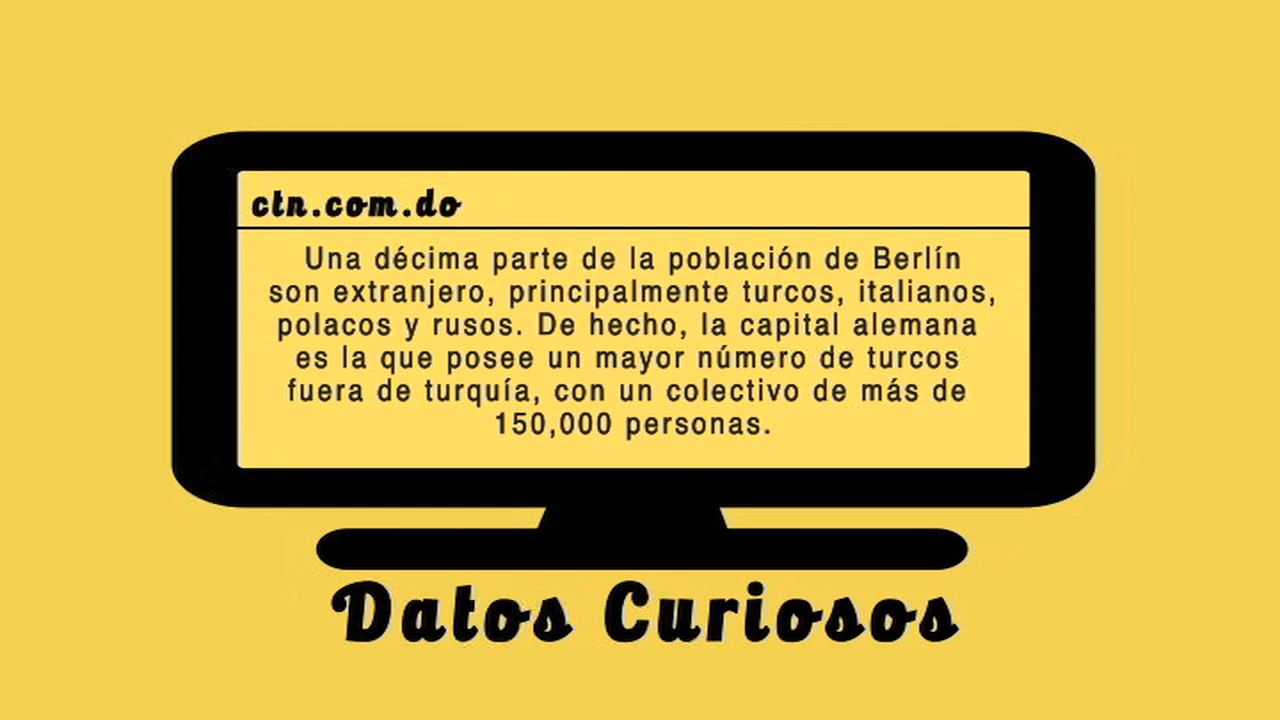 ctn.com.do
Una décima parte de la población de Berlín
son extranjero, principalmente turcos, italianos,
polacos y rusos. De hecho, la capital alemana
es la que posee un mayor número de turcos
fuera de turquía, con un colectivo de más de
150,000 personas.
Datos Curiosos